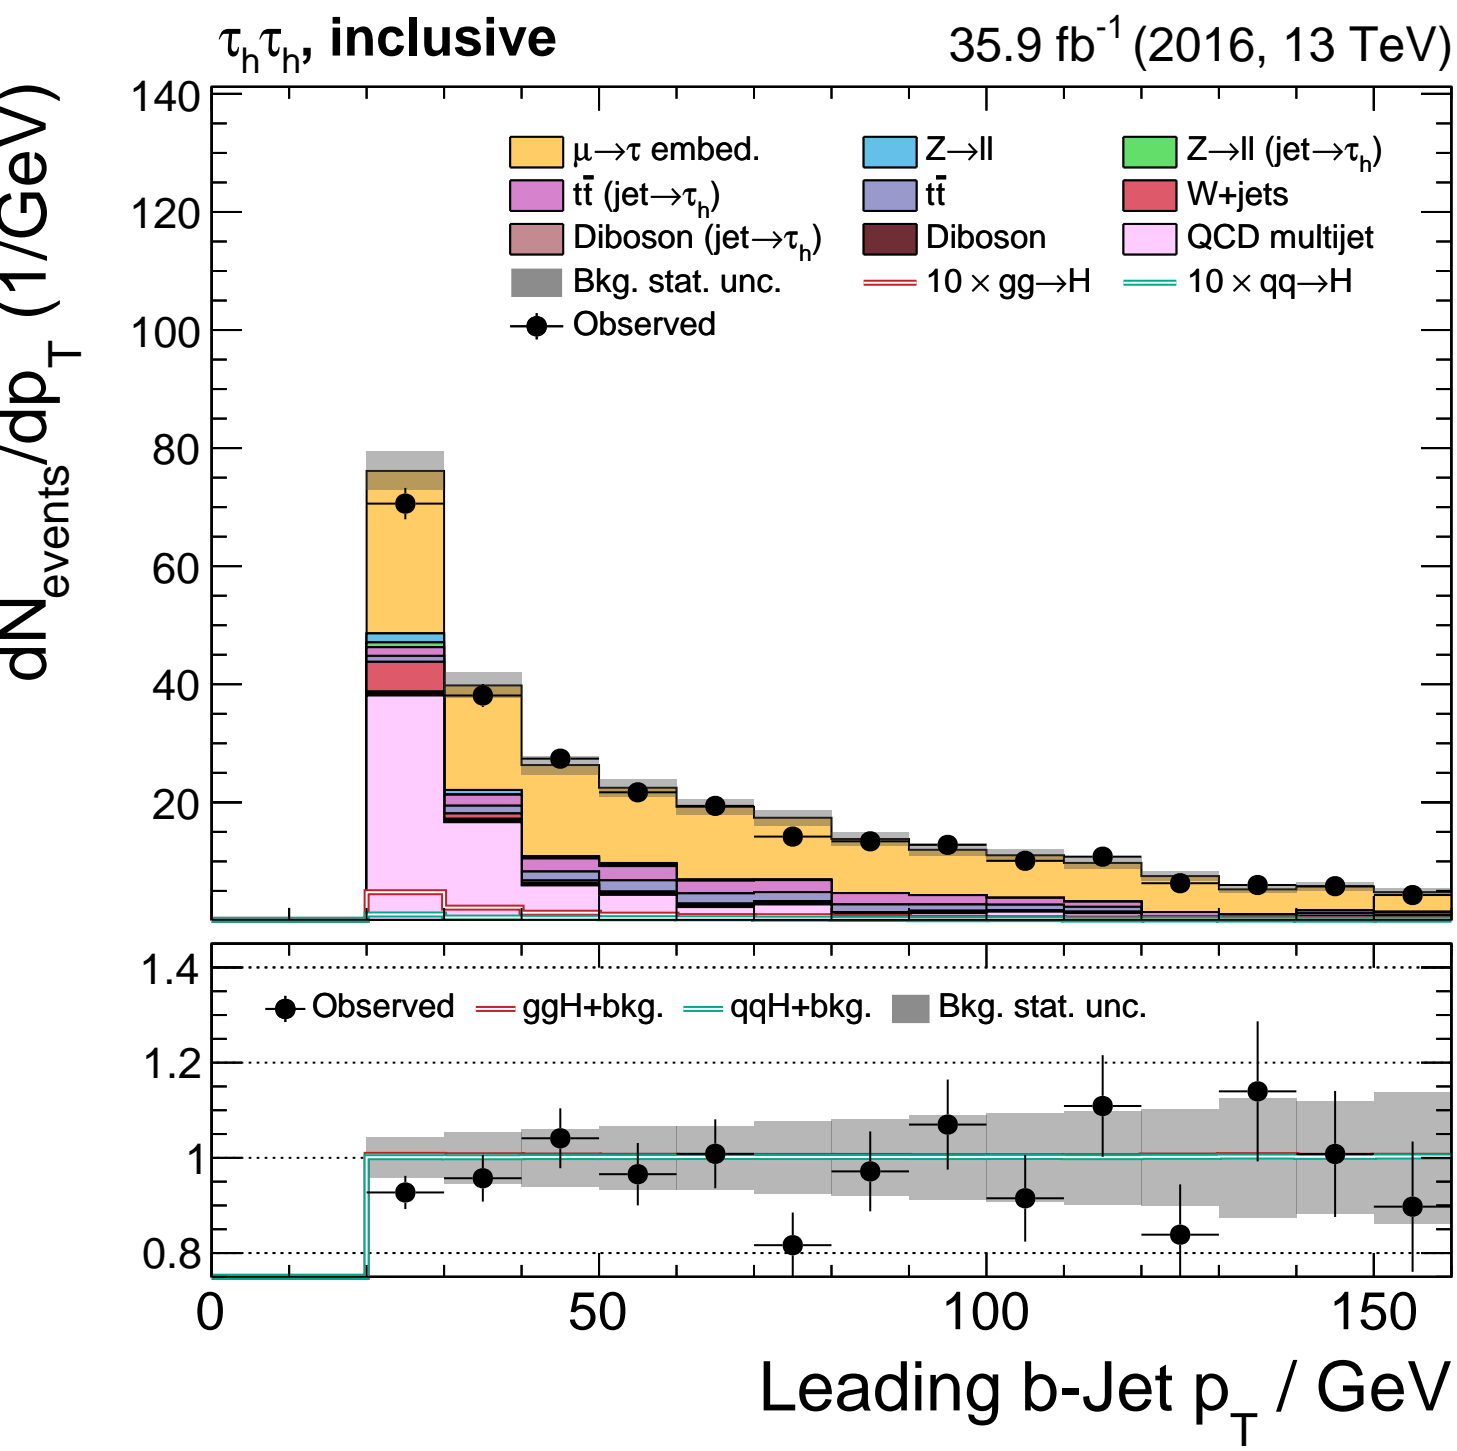 τhτh, inclusive
35.9 fb-1 (2016, 13 TeV)
dNevents/dpT (1/GeV)
140
120
100
80
60
40
20
μ→τ embed. Z→ll Z→ll (jet→τh)
tt̄ (jet→τh) tt̄ W+jets
Diboson (jet→τh) Diboson QCD multijet
Bkg. stat. unc. 10 × gg→H 10 × qq→H
Observed
1.4
1.2
1
0.8
Observed ggH+bkg. qqH+bkg. Bkg. stat. unc.
0 50 100 150
Leading b-Jet pT / GeV